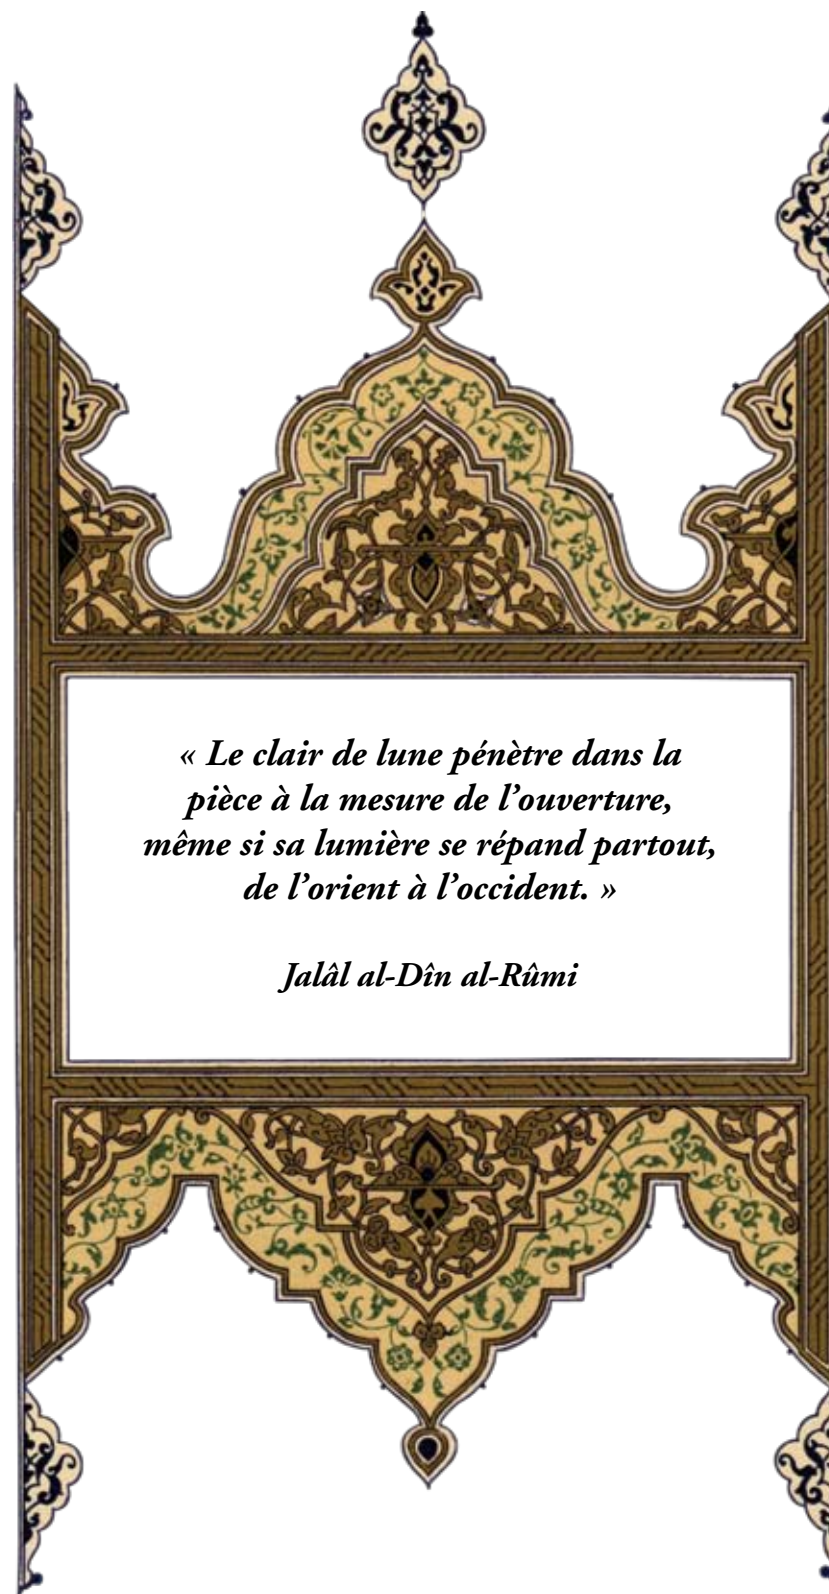 « Le clair de lune pénètre dans la
pièce à la mesure de l’ouverture,
même si sa lumière se répand partout,
de l’orient à l’occident. »
Jalâl al-Dîn al-Rûmi